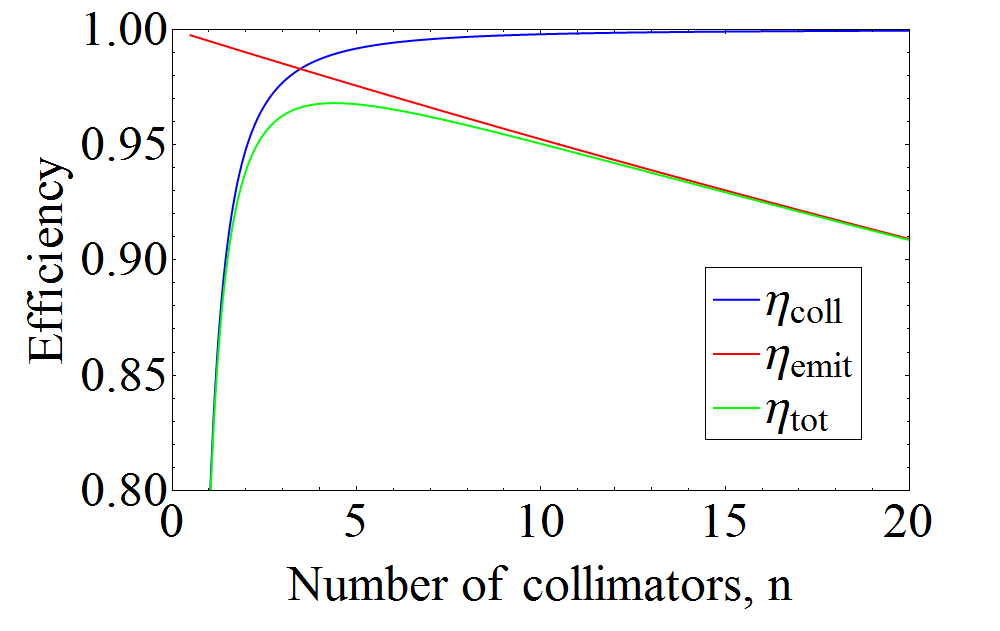 1.00
0.95
0.90
0.85
0.80
Efficiency
0 5 10 15 20
Number of collimators, n
ηcoll
ηemit
ηtot